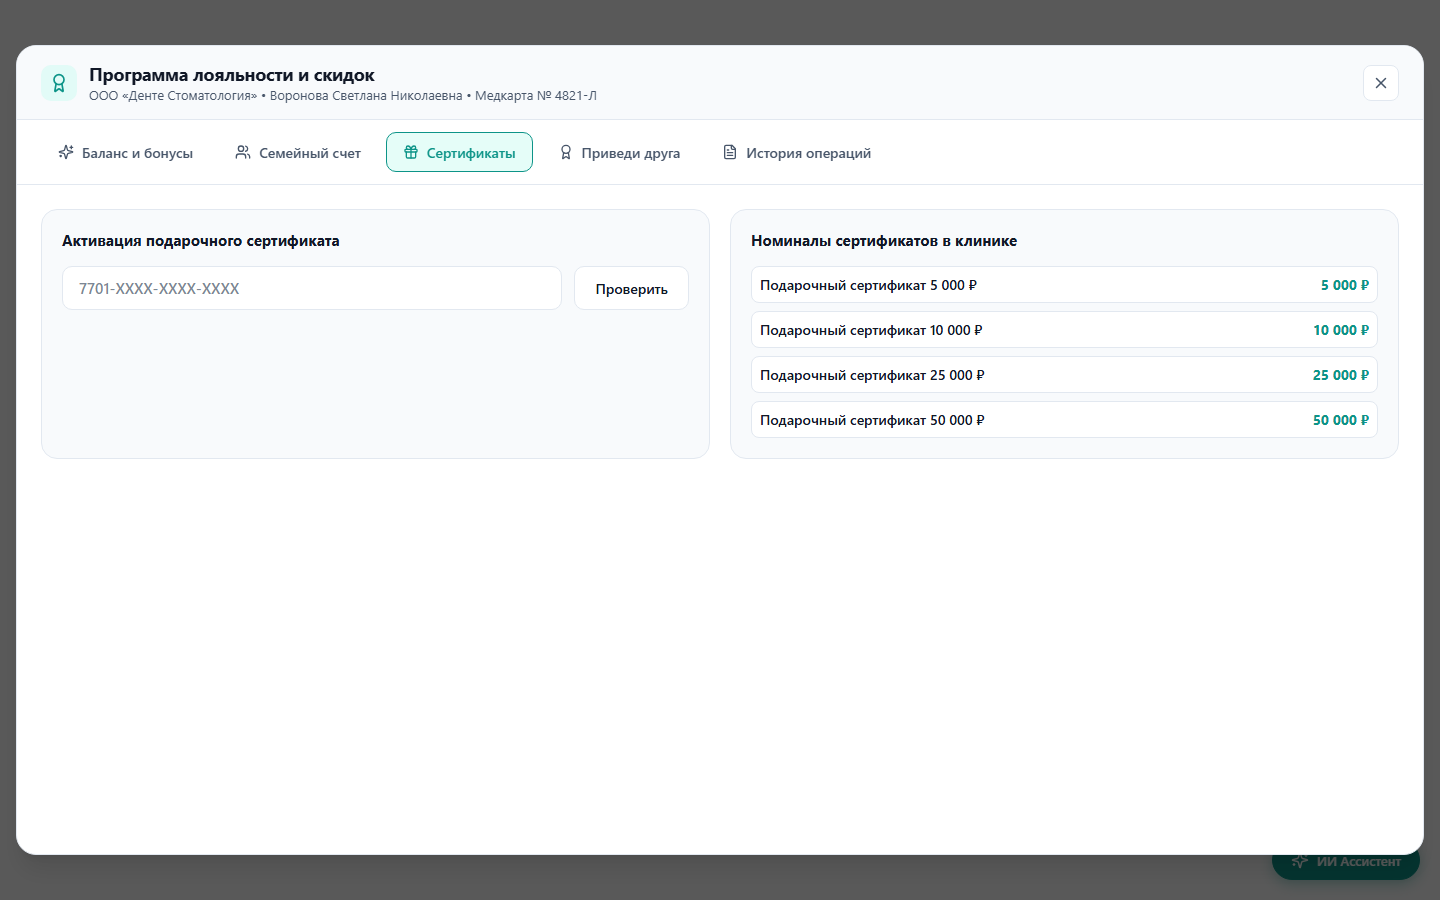 Программа лояльности и скидок
ООО «Денте Стоматология» • Воронова Светлана Николаевна • Медкарта № 4821-Л
Баланс и бонусы
Семейный счет
Сертификаты
Приведи друга
История операций
Активация подарочного сертификата
7701-XXXX-XXXX-XXXX
Проверить
Номиналы сертификатов в клинике
Подарочный сертификат 5 000 ₽ 5 000 ₽
Подарочный сертификат 10 000 ₽ 10 000 ₽
Подарочный сертификат 25 000 ₽ 25 000 ₽
Подарочный сертификат 50 000 ₽ 50 000 ₽
ИИ Ассистент